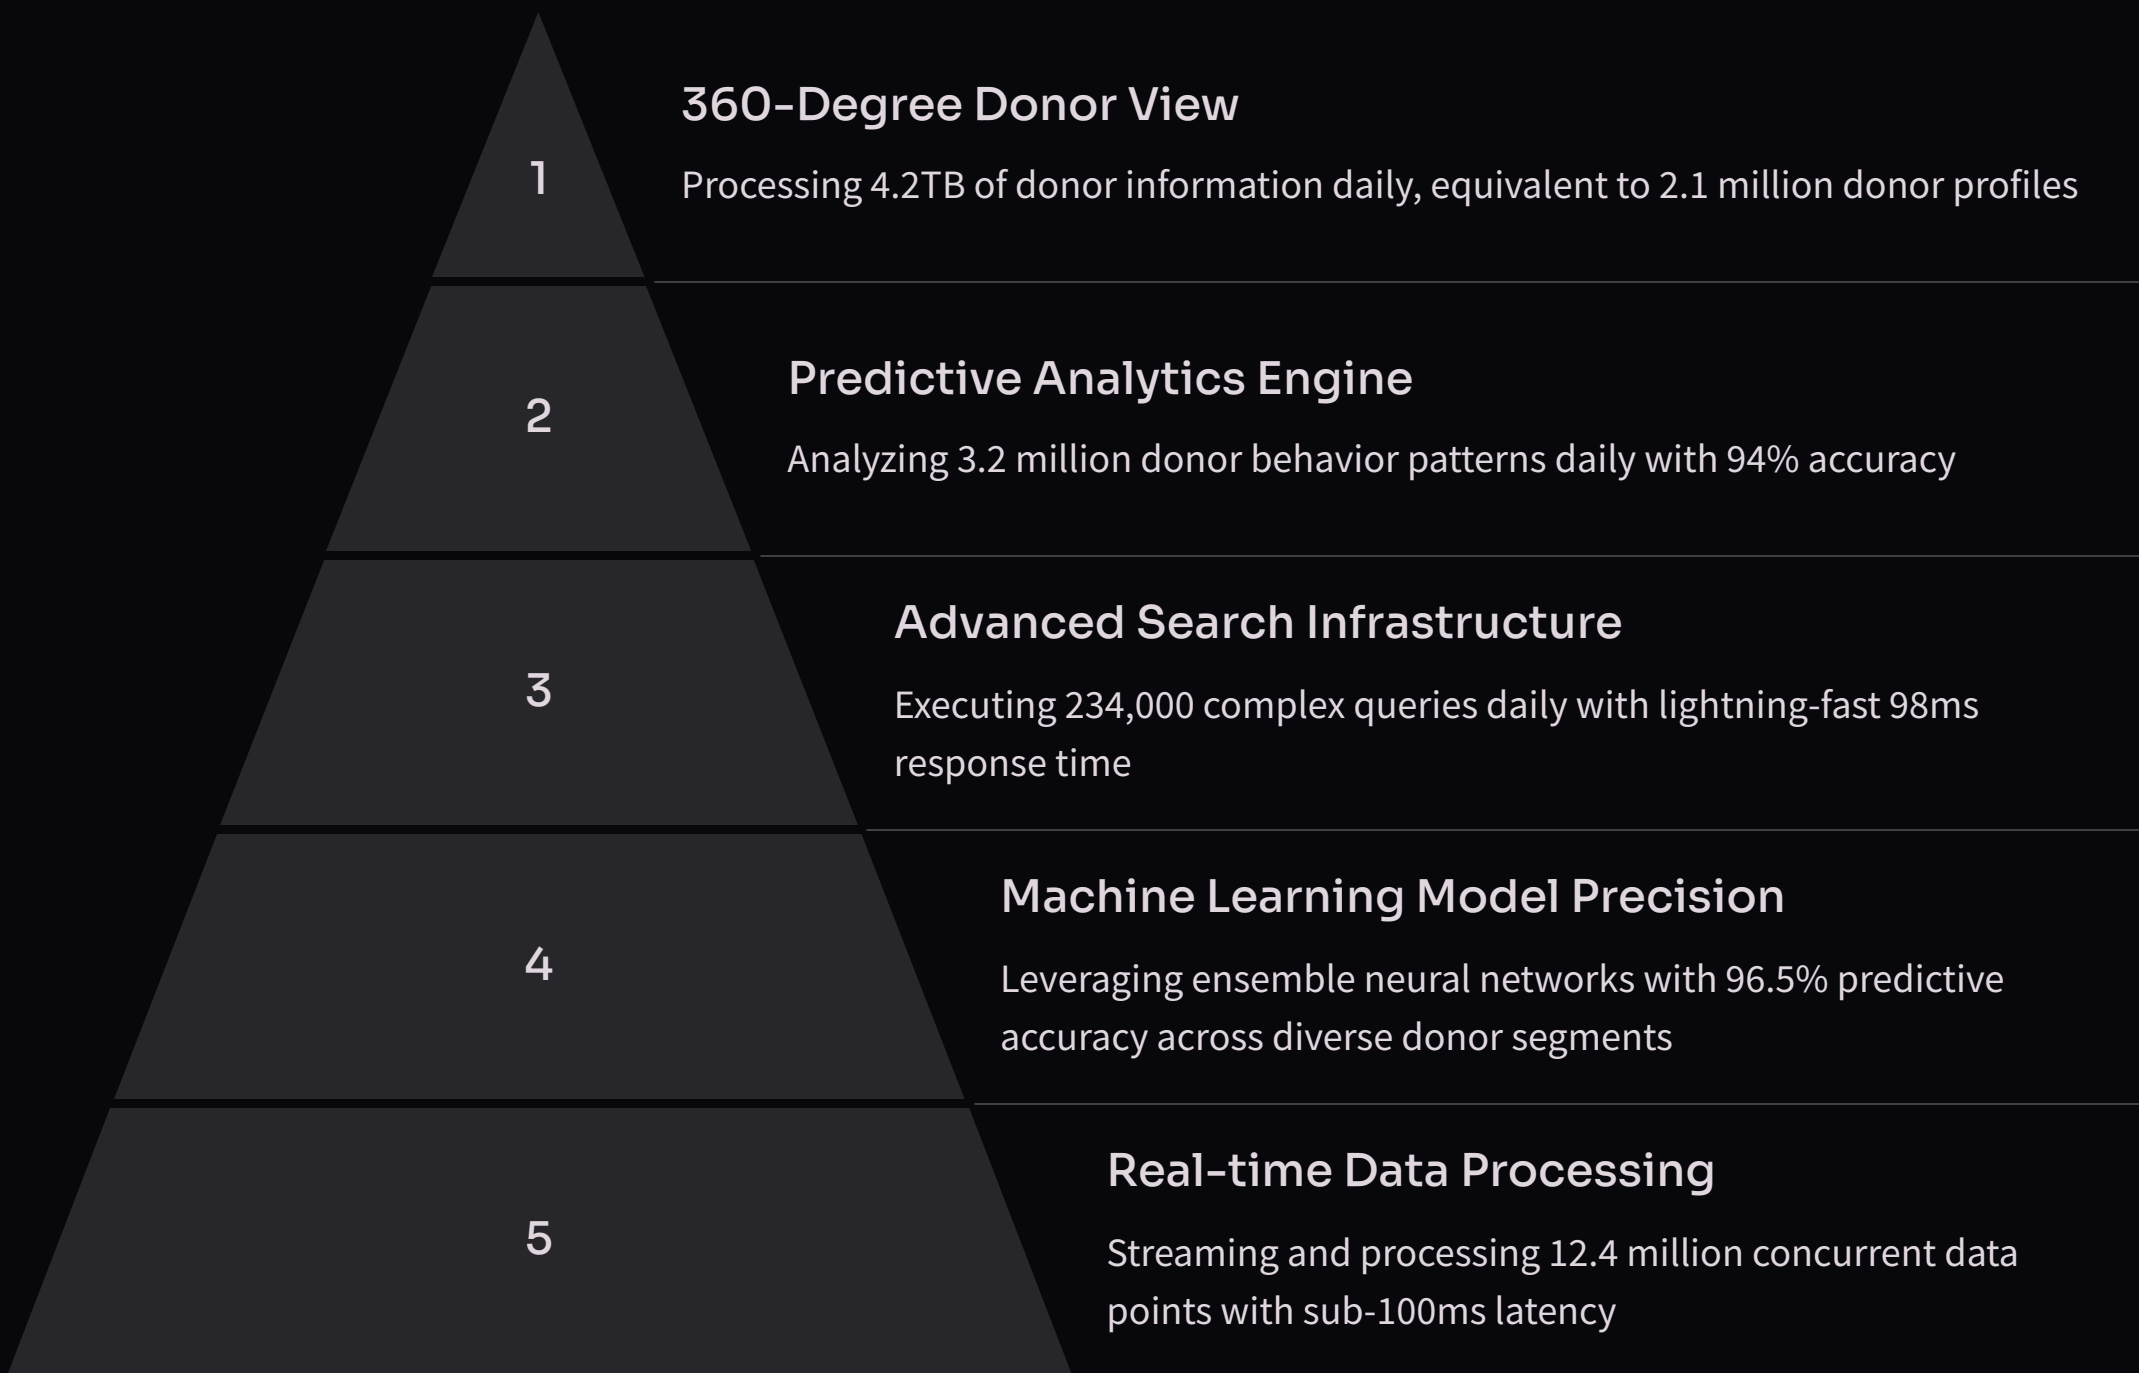 1
360-Degree Donor View
Processing 4.2TB of donor information daily, equivalent to 2.1 million donor profiles
2
Predictive Analytics Engine
Analyzing 3.2 million donor behavior patterns daily with 94% accuracy
3
Advanced Search Infrastructure
Executing 234,000 complex queries daily with lightning-fast 98ms
response time
4
Machine Learning Model Precision
Leveraging ensemble neural networks with 96.5% predictive
accuracy across diverse donor segments
5
Real-time Data Processing
Streaming and processing 12.4 million concurrent data
points with sub-100ms latency